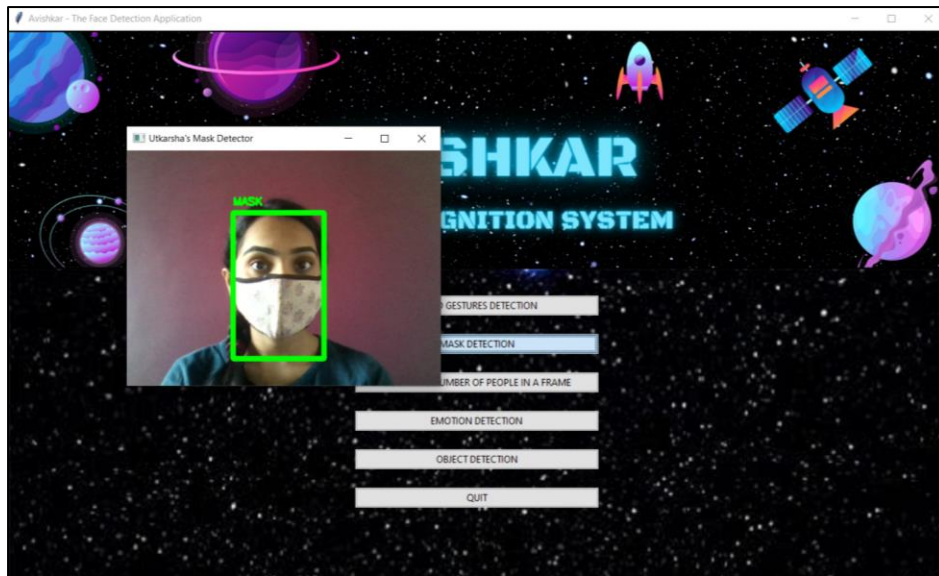 Avishkar - The Face Detection Application
Utkarsha's Mask Detector
SHKAR
MASK
GNITION SYSTEM
GESTURES DETECTION
MASK DETECTION
UMBER OF PEOPLE IN A FRAME
EMOTION DETECTION
OBJECT DETECTION
QUIT